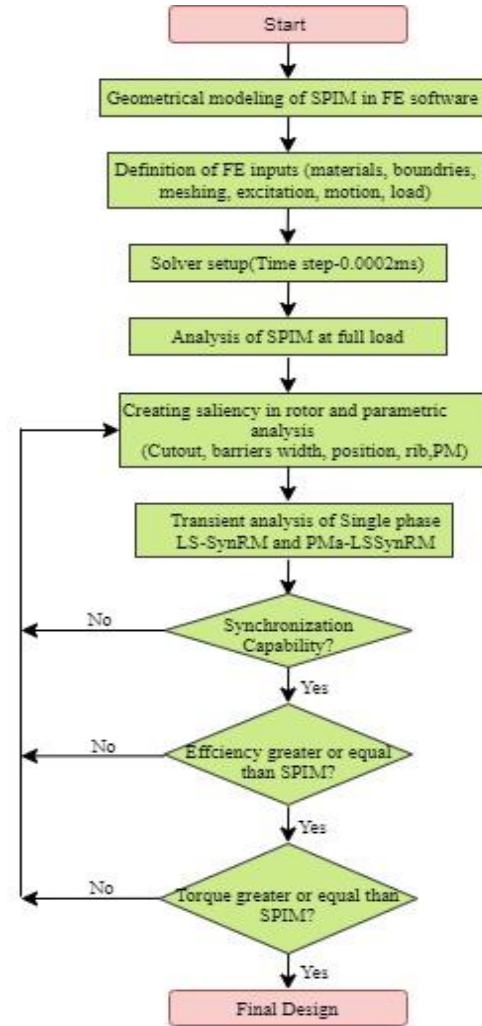 Start
Geometrical modeling of SPIM in FE software
Definition of FE inputs (materials, boundries,
meshing, excitation, motion, load)
Solver setup(Time step-0.0002ms)
Analysis of SPIM at full load
Creating saliency in rotor and parametric
analysis
(Cutout, barriers width, position, rib,PM)
Transient analysis of Single phase
LS-SynRM and PMa-LSSynRM
No
Synchronization
Capability?
Yes
No
Effciency greater or equal
than SPIM?
Yes
No
Torque greater or equal than
SPIM?
Yes
Final Design